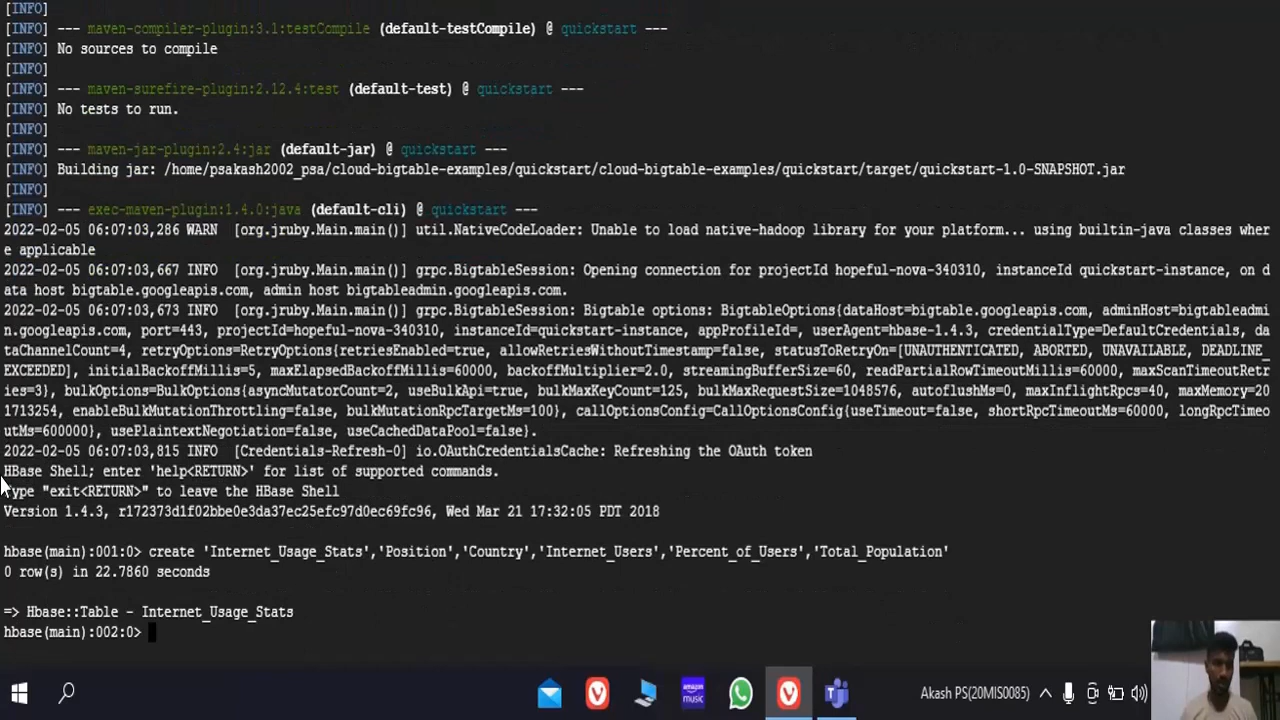 [INFO]
[INFO] --- maven-compiler-plugin:3.1:testCompile (default-testCompile) @ quickstart ---
[INFO] No sources to compile
[INFO]
[INFO] --- maven-surefire-plugin:2.12.4:test (default-test) @ quickstart ---
[INFO] No tests to run.
[INFO]
[INFO] --- maven-jar-plugin:2.4:jar (default-jar) @ quickstart ---
[INFO] Building jar: /home/psakash2002_psa/cloud-bigtable-examples/quickstart/cloud-bigtable-examples/quickstart/target/quickstart-1.0-SNAPSHOT.jar
[INFO]
[INFO] --- exec-maven-plugin:1.4.0:java (default-cli) @ quickstart ---
2022-02-05 06:07:03,286 WARN  [org.jruby.Main.main()] util.NativeCodeLoader: Unable to load native-hadoop library for your platform... using builtin-java classes wher
e applicable
2022-02-05 06:07:03,667 INFO  [org.jruby.Main.main()] grpc.BigtableSession: Opening connection for projectId hopeful-nova-340310, instanceId quickstart-instance, on d
ata host bigtable.googleapis.com, admin host bigtableadmin.googleapis.com.
2022-02-05 06:07:03,673 INFO  [org.jruby.Main.main()] grpc.BigtableSession: Bigtable options: BigtableOptions{dataHost=bigtable.googleapis.com, adminHost=bigtableadmi
n.googleapis.com, port=443, projectId=hopeful-nova-340310, instanceId=quickstart-instance, appProfileId=, userAgent=hbase-1.4.3, credentialType=DefaultCredentials, da
taChannelCount=4, retryOptions=RetryOptions{retriesEnabled=true, allowRetriesWithoutTimestamp=false, statusToRetryOn=[UNAUTHENTICATED, ABORTED, UNAVAILABLE, DEADLINE_
EXCEEDED], initialBackoffMillis=5, maxElapsedBackoffMillis=60000, backoffMultiplier=2.0, streamingBufferSize=60, readPartialRowTimeoutMillis=60000, maxScanTimeoutRetr
ies=3}, bulkOptions=BulkOptions{asyncMutatorCount=2, useBulkApi=true, bulkMaxKeyCount=125, bulkMaxRequestSize=1048576, autoflushMs=0, maxInflightRpcs=40, maxMemory=20
1713254, enableBulkMutationThrottling=false, bulkMutationRpcTargetMs=100}, callOptionsConfig=CallOptionsConfig{useTimeout=false, shortRpcTimeoutMs=60000, longRpcTimeo
utMs=600000}, usePlaintextNegotiation=false, useCachedDataPool=false}.
2022-02-05 06:07:03,815 INFO  [Credentials-Refresh-0] io.OAuthCredentialsCache: Refreshing the OAuth token
HBase Shell; enter 'help<RETURN>' for list of supported commands.
Type "exit<RETURN>" to leave the HBase Shell
Version 1.4.3, r172373d1f02bbe0e3da37ec25efc97d0ec69fc96, Wed Mar 21 17:32:05 PDT 2018
hbase(main):001:0> create 'Internet_Usage_Stats','Position','Country','Internet_Users','Percent_of_Users','Total_Population'
0 row(s) in 22.7860 seconds
=> Hbase::Table - Internet_Usage_Stats
hbase(main):002:0>
amazon music
Akash PS(20MIS0085)